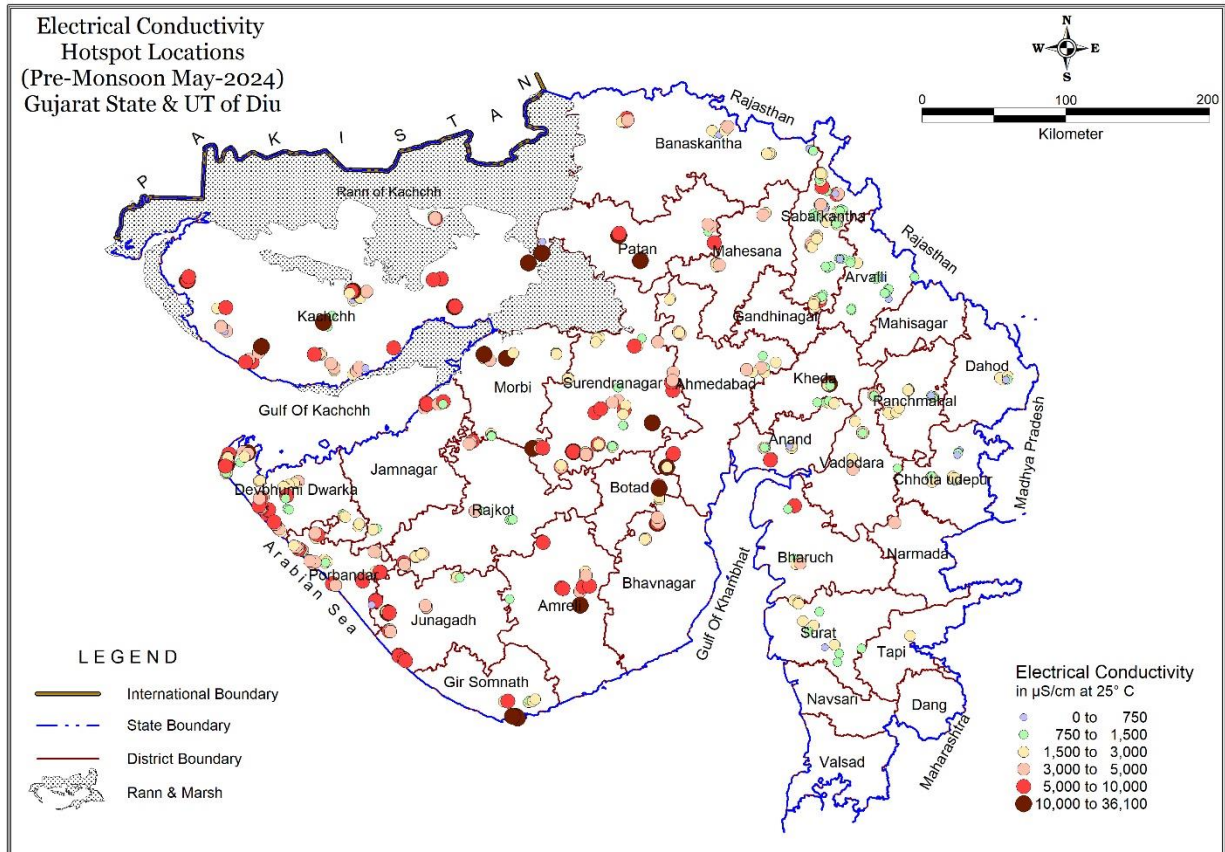 Electrical Conductivity
Hotspot Locations
(Pre-Monsoon May-2024)
Gujarat State & UT of Diu
N
W E
S
0 100 200
Kilometer
P A K I S T A N
Rajasthan
Banaskantha
Rann of Kachchh
Sabarkantha
Rajasthan
Patan
Mahesana
Arvalli
Kachchh
Gandhinagar
Mahisagar
Morbi
Surendranagar
Ahmedabad
Kheda
Panchmahal
Dahod
Gulf Of Kachchh
Anand
Vadodara
Jamnagar
Devbhumi Dwarka
Botad
Chhota udepur
Madhya Pradesh
Rajkot
Arabian Sea
Porbandar
Bhavnagar
Gulf Of Khambhat
Bharuch
Narmada
Junagadh
Amreli
Surat
Tapi
Gir Somnath
Navsari
Dang
Maharashtra
Valsad
LEGEND
International Boundary
State Boundary
District Boundary
Rann & Marsh
Electrical Conductivity
in µS/cm at 25° C
0 to 750
750 to 1,500
1,500 to 3,000
3,000 to 5,000
5,000 to 10,000
10,000 to 36,100